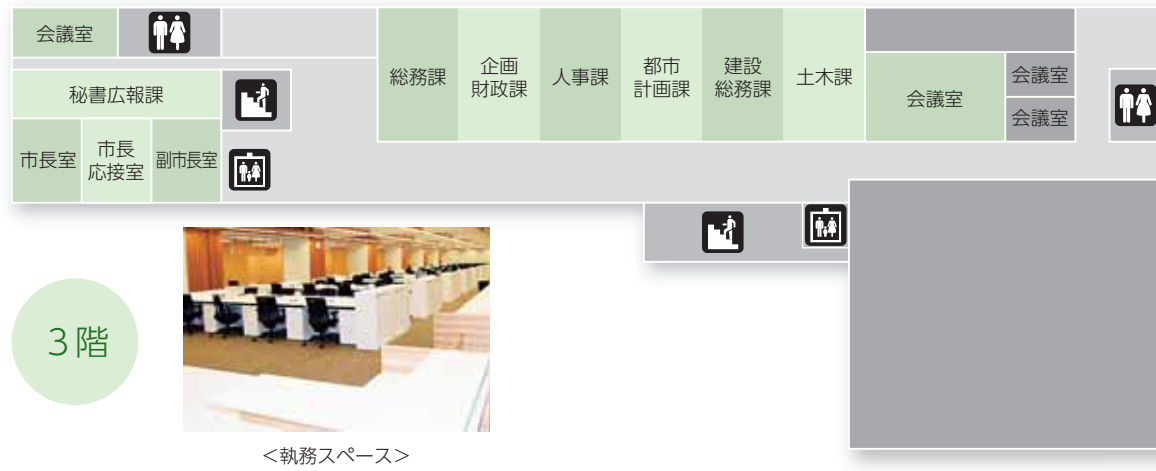 会議室
秘書広報課
市長室
市長
応接室
副市長室
総務課
企画
財政課
人事課
都市
計画課
建設
総務課
土木課
会議室
会議室
会議室
3階
＜執務スペース＞